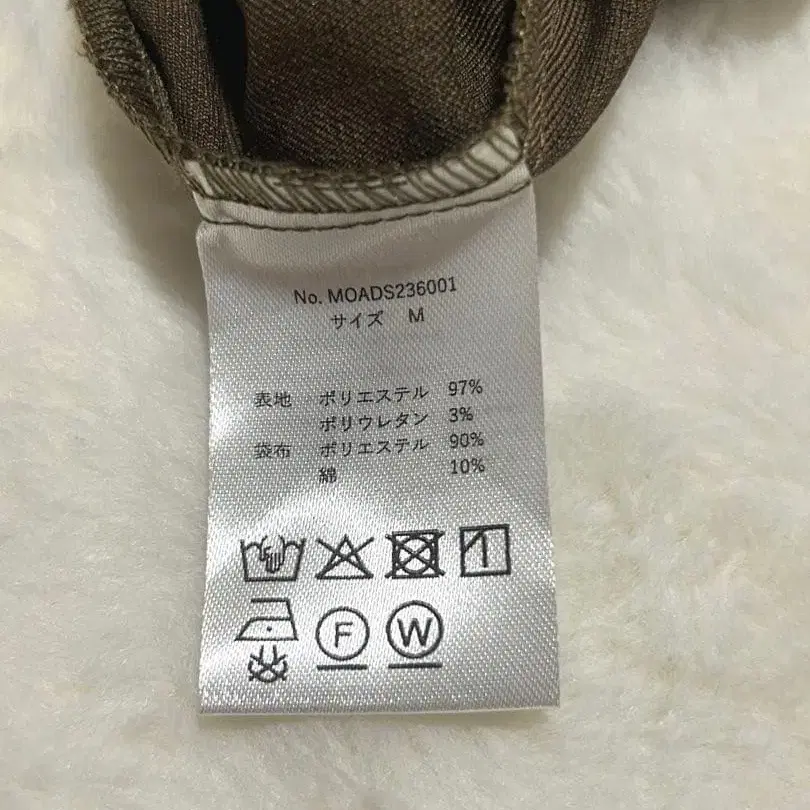 No. MOADS236001
サイズ M
表地 ポリエステル 97%
ポリウレタン 3%
袋布 ポリエステル 90%
綿 10%
F W